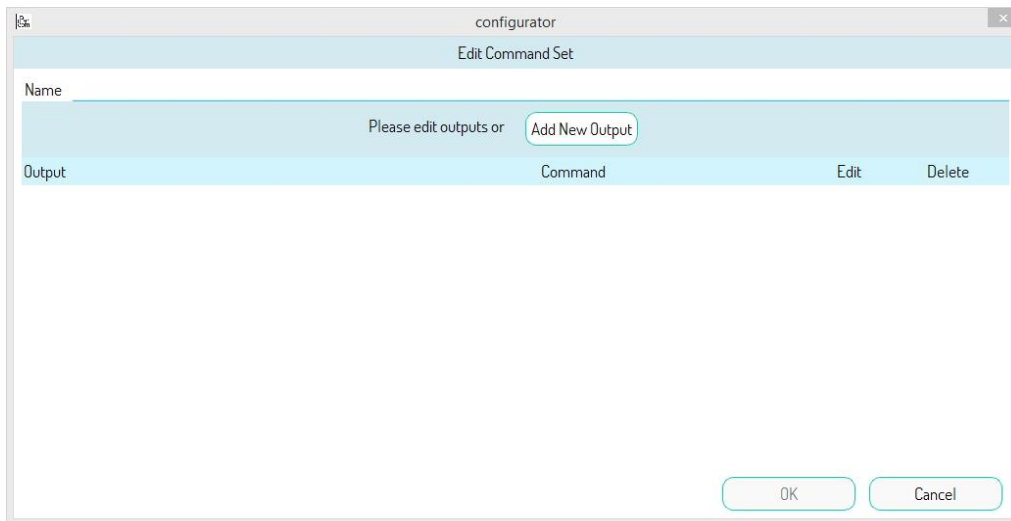 configurator
Edit Command Set
Name
Please edit outputs or Add New Output
Output Command Edit Delete
OK Cancel